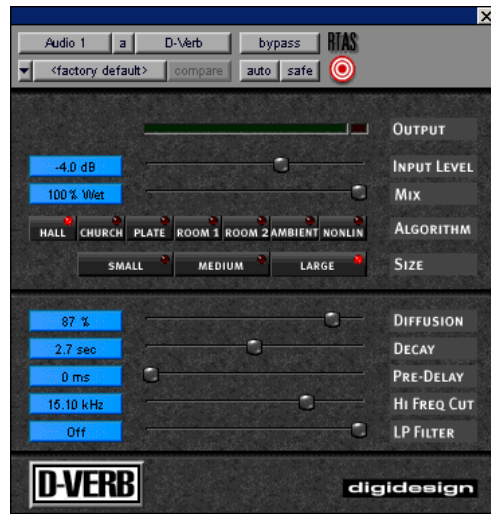 Audio 1 a D-Verb bypass RTAS
<factory default> compare auto safe
OUTPUT
-4.0 dB INPUT LEVEL
100 % Wet MIX
HALL CHURCH PLATE ROOM 1 ROOM 2 AMBIENT NONLIN ALGORITHM
SMALL MEDIUM LARGE SIZE
87 % DIFFUSION
2.7 sec DECAY
0 ms PRE-DELAY
15.10 kHz HI FREQ CUT
Off LP FILTER
D-VERB digidesign